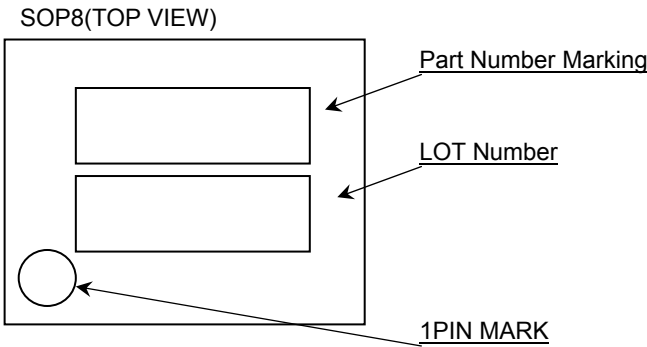 SOP8(TOP VIEW)
Part Number Marking
LOT Number
1PIN MARK